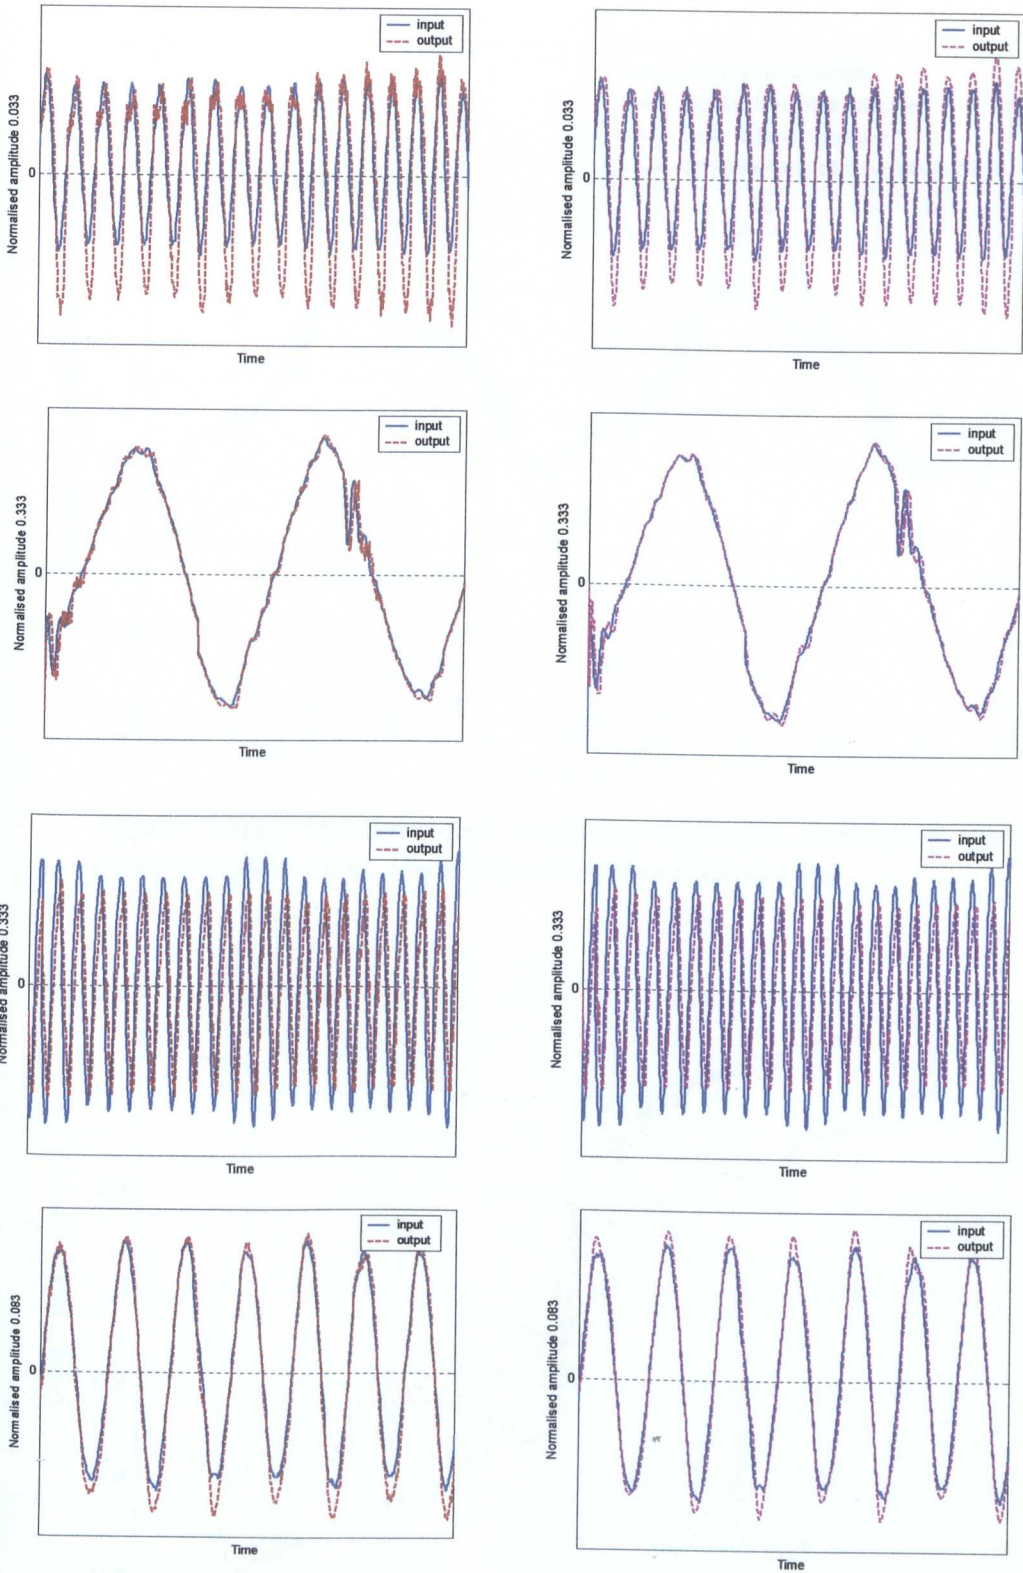 input
output
Normalised amplitude 0.033
0
Time
input
output
Normalised amplitude 0.033
0
Time
input
output
Normalised amplitude 0.333
0
Time
input
output
Normalised amplitude 0.333
0
Time
input
output
Normalised amplitude 0.333
0
Time
input
output
Normalised amplitude 0.333
0
Time
input
output
Normalised amplitude 0.083
0
Time
input
output
Normalised amplitude 0.083
0
Time